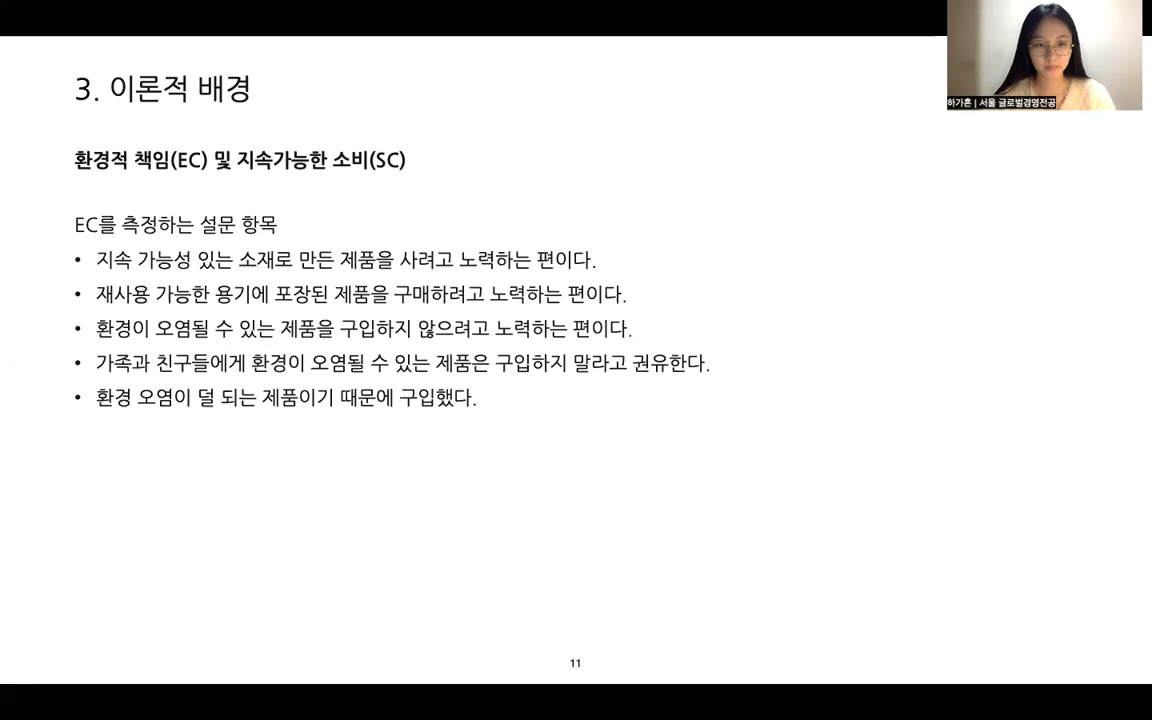 3. 이론적 배경
하가흔 | 서울 글로벌경영전공
환경적 책임(EC) 및 지속가능한 소비(SC)
EC를 측정하는 설문 항목
• 지속 가능성 있는 소재로 만든 제품을 사려고 노력하는 편이다.
• 재사용 가능한 용기에 포장된 제품을 구매하려고 노력하는 편이다.
• 환경이 오염될 수 있는 제품을 구입하지 않으려고 노력하는 편이다.
• 가족과 친구들에게 환경이 오염될 수 있는 제품은 구입하지 말라고 권유한다.
• 환경 오염이 덜 되는 제품이기 때문에 구입했다.
11